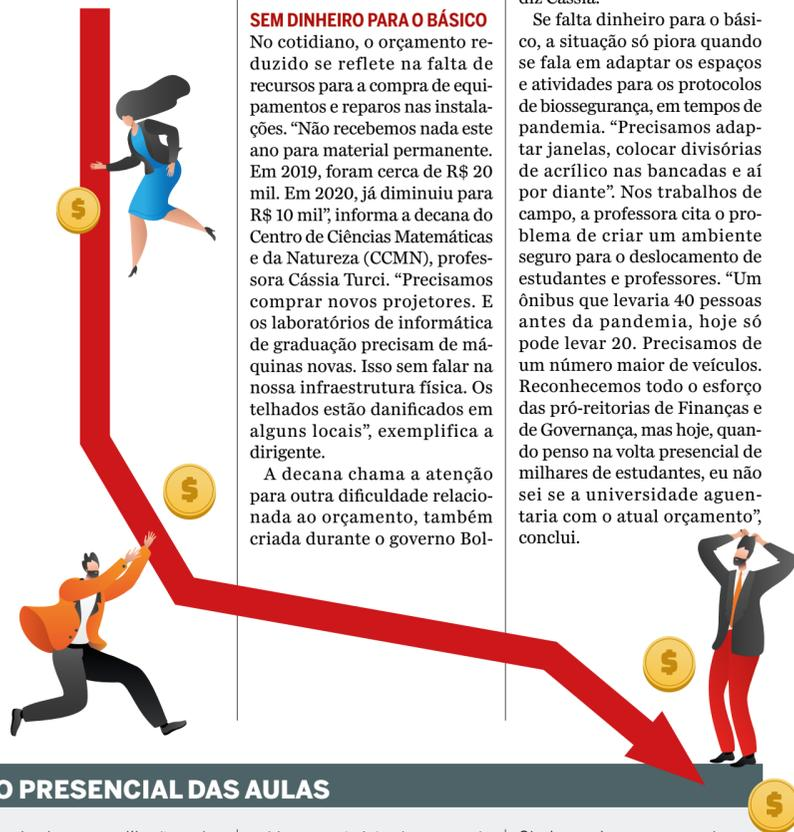 SEM DINHEIRO PARA O BÁSICO
No cotidiano, o orçamento re-
duzido se reflete na falta de
recursos para a compra de equi-
pamentos e reparos nas instala-
ções. “Não recebemos nada este
ano para material permanente.
Em 2019, foram cerca de R$ 20
mil. Em 2020, já diminuiu para
R$ 10 mil”, informa a decana do
Centro de Ciências Matemáticas
e da Natureza (CCMN), profes-
sora Cássia Turci. “Precisamos
comprar novos projetores. E
os laboratórios de informática
de graduação precisam de má-
quinas novas. Isso sem falar na
nossa infraestrutura física. Os
telhados estão danificados em
alguns locais”, exemplifica a
dirigente.
A decana chama a atenção
para outra dificuldade relacio-
nada ao orçamento, também
criada durante o governo Bol-
diz Cássia.
Se falta dinheiro para o bási-
co, a situação só piora quando
se fala em adaptar os espaços
e atividades para os protocolos
de biossegurança, em tempos de
pandemia. “Precisamos adap-
tar janelas, colocar divisórias
de acrílico nas bancadas e aí
por diante”. Nos trabalhos de
campo, a professora cita o pro-
blema de criar um ambiente
seguro para o deslocamento de
estudantes e professores. “Um
ônibus que levaria 40 pessoas
antes da pandemia, hoje só
pode levar 20. Precisamos de
um número maior de veículos.
Reconhecemos todo o esforço
das pró-reitorias de Finanças e
de Governança, mas hoje, quan-
do penso na volta presencial de
milhares de estudantes, eu não
sei se a universidade aguen-
taria com o atual orçamento”,
conclui.
$
$
$
$
O PRESENCIAL DAS AULAS